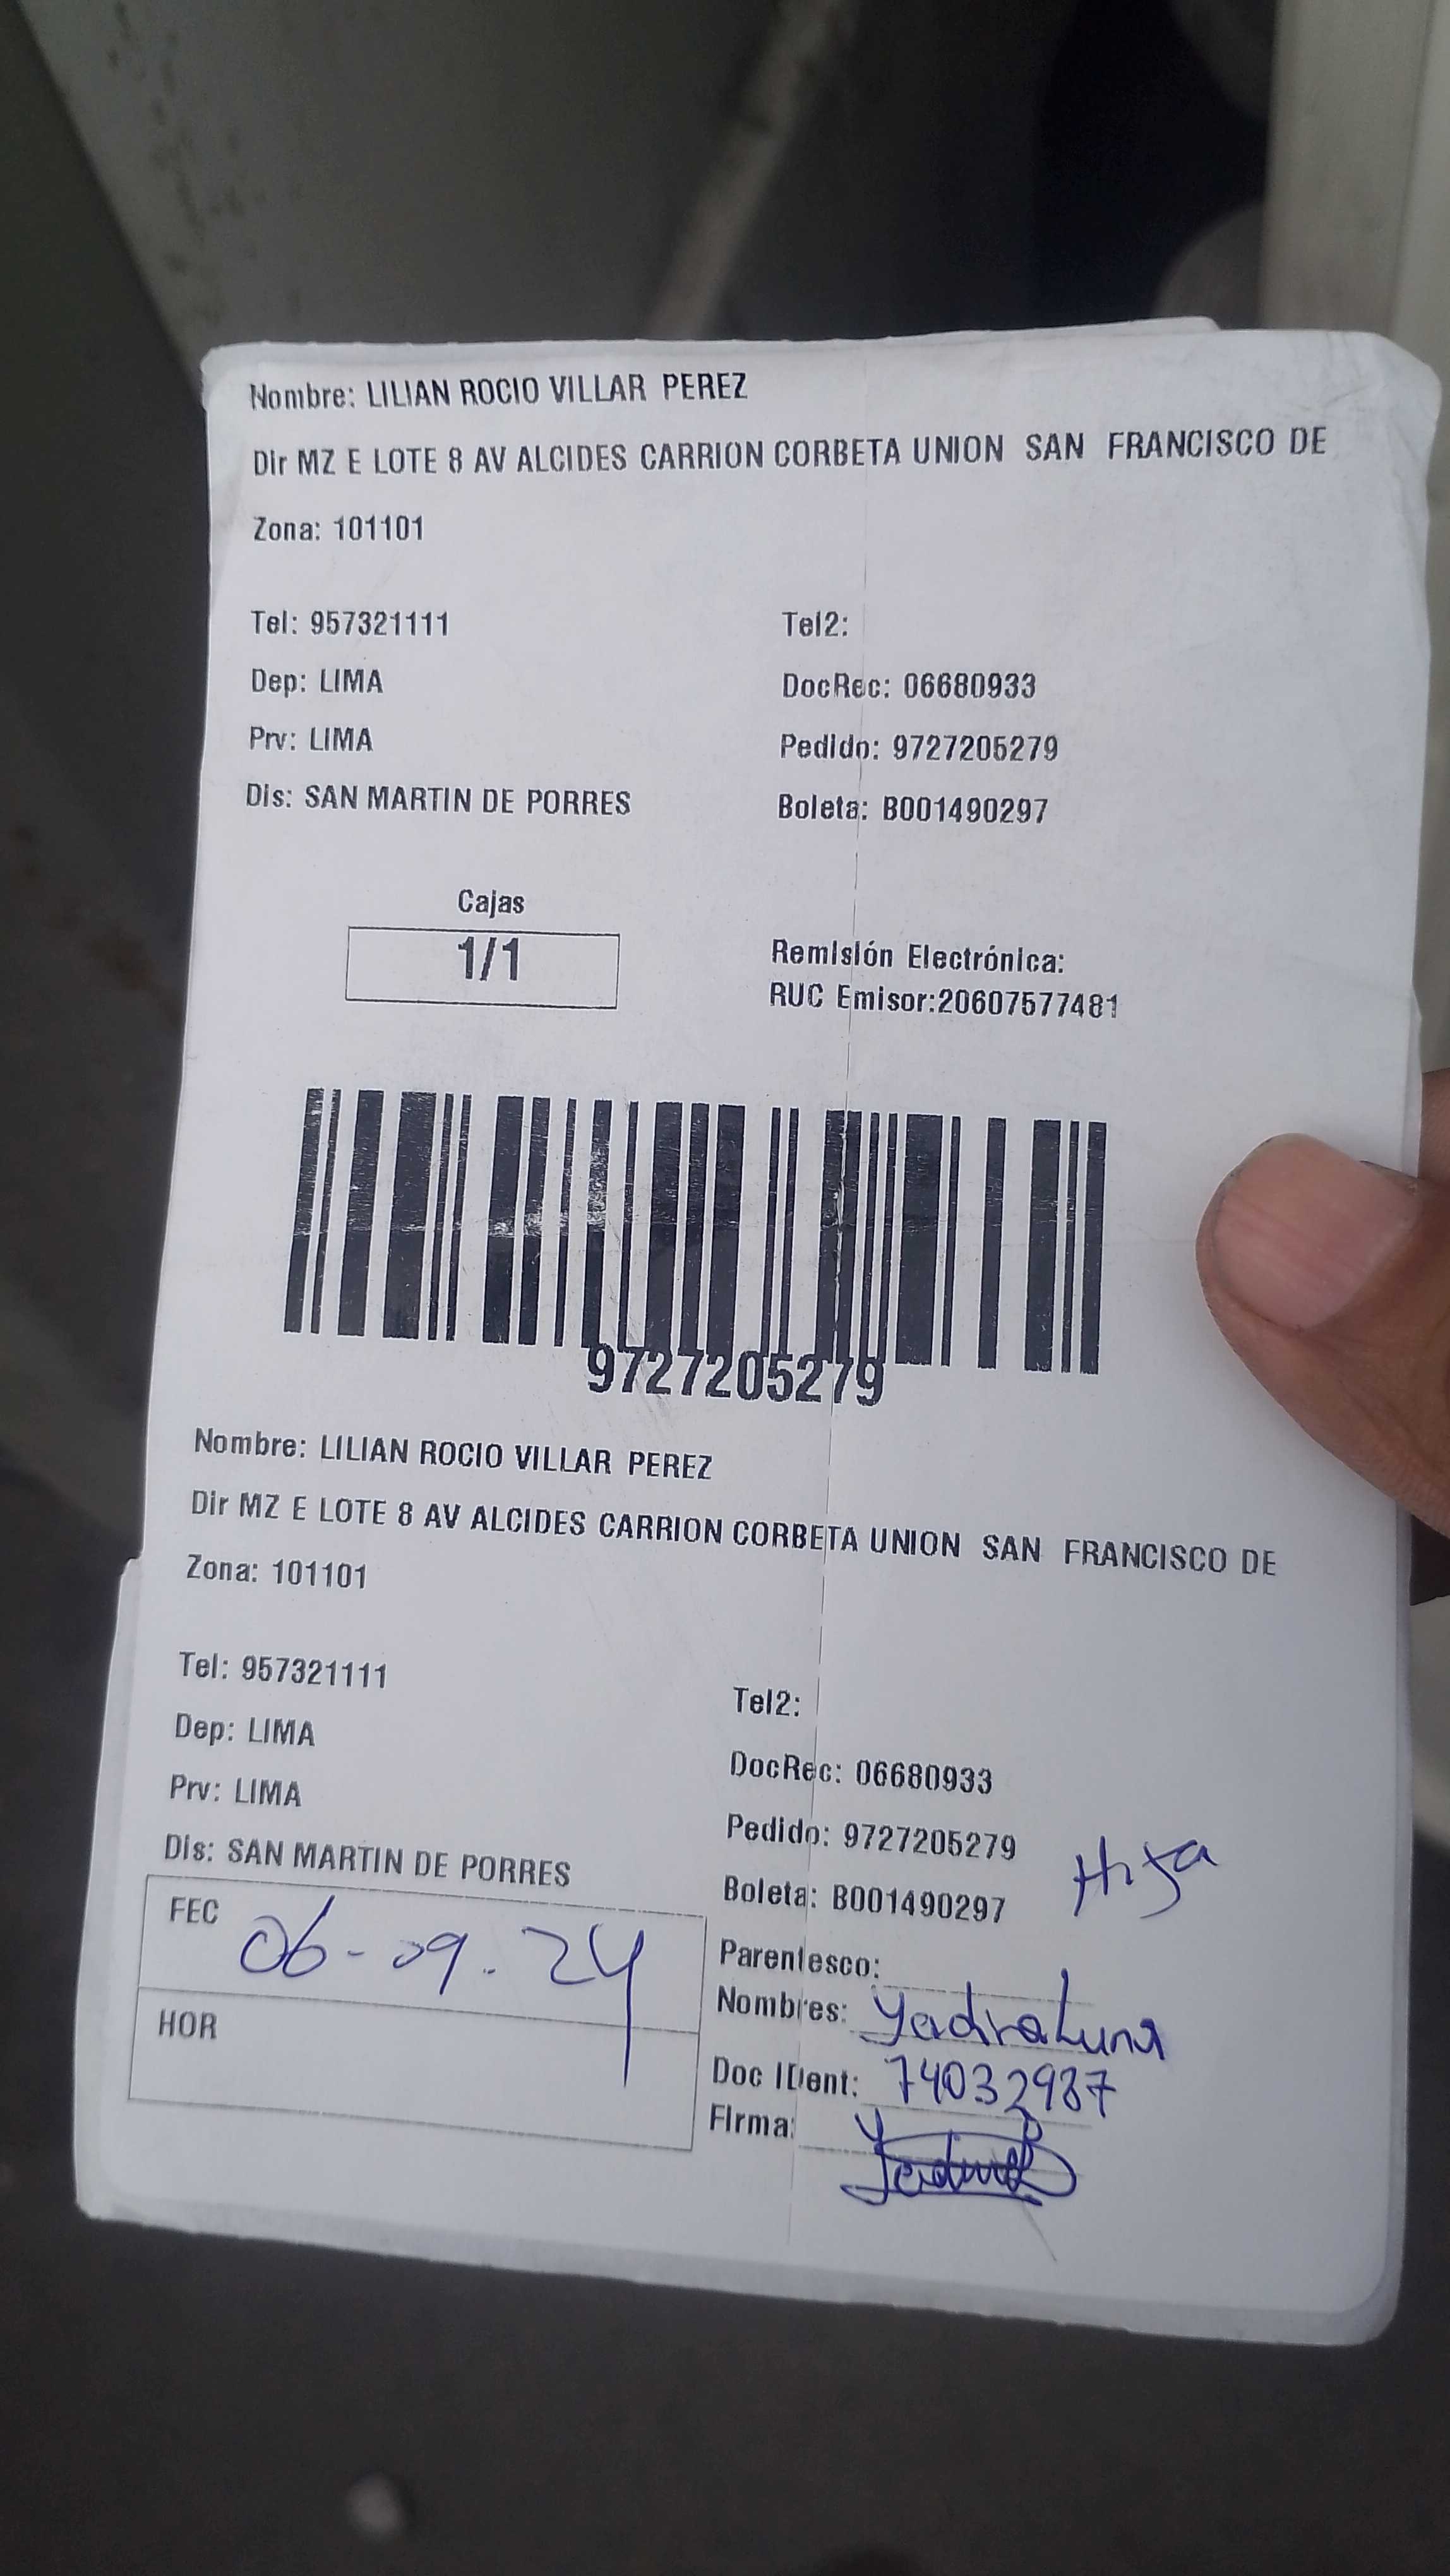 Nombre: LILIAN ROCIO VILLAR PEREZ
Dir MZ E LOTE 8 AV ALCIDES CARRION CORBETA UNION SAN FRANCISCO DE
Zona: 101101
Tel: 957321111 Tel2:
Dep: LIMA DocRec: 06680933
Prv: LIMA Pedido: 9727205279
Dis: SAN MARTIN DE PORRES Boleta: B001490297
Cajas
1/1
Remisión Electrónica:
RUC Emisor:20607577481
9727205279
Nombre: LILIAN ROCIO VILLAR PEREZ
Dir MZ E LOTE 8 AV ALCIDES CARRION CORBETA UNION SAN FRANCISCO DE
Zona: 101101
Tel: 957321111 Tel2:
Dep: LIMA DocRec: 06680933
Prv: LIMA Pedido: 9727205279
Dis: SAN MARTIN DE PORRES Boleta: B001490297
Hija
FEC 06-09-24
HOR
Parentesco:
Nombres: Yadira Luna
Doc IDent: 74032987
Firma: